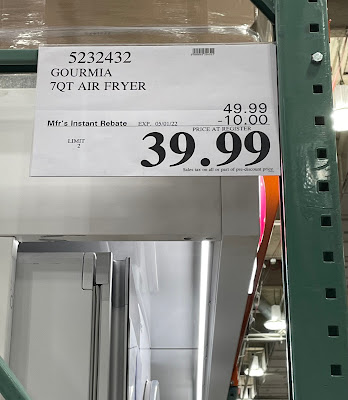 5232432
GOURMIA
7QT AIR FRYER
49.99
Mfr's Instant Rebate EXP. 05/01/22 -10.00
PRICE AT REGISTER
LIMIT
2
39.99
Sales tax on all or part of pre-discount price